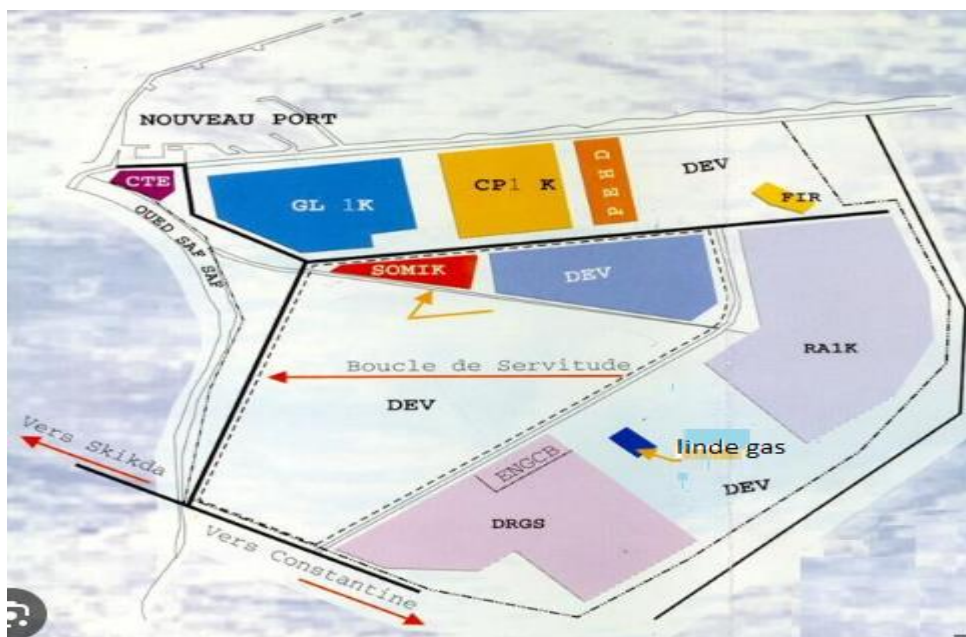 NOUVEAU PORT
CTE
GL 1K
CP1 K
PEHD
DEV
FIR
OUED SAF SAF
SOMIK
DEV
RA1K
Boucle de Servitude
DEV
linde gas
Vers Skikda
ENGCB
DEV
DRGS
Vers Constantine